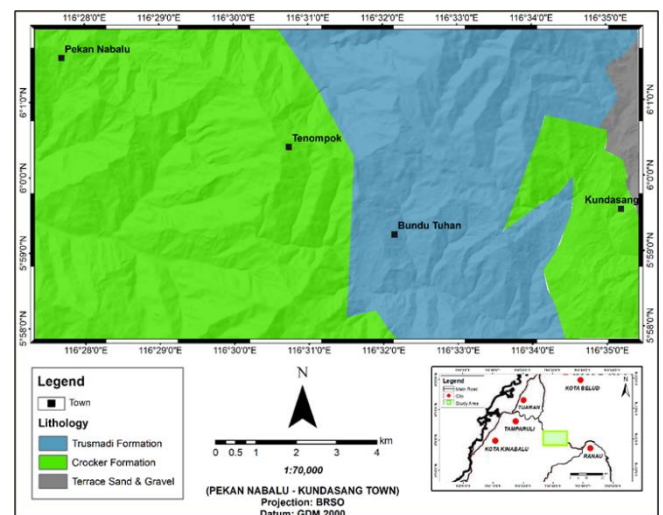 116°28'0"E 116°29'0"E 116°30'0"E 116°31'0"E 116°32'0"E 116°33'0"E 116°34'0"E 116°35'0"E
Pekan Nabalu
6°1'0"N 6°1'0"N
Tenompok
6°0'0"N 6°0'0"N
Kundasang
Bundu Tuhan
5°59'0"N 5°59'0"N
5°58'0"N 5°58'0"N
116°28'0"E 116°29'0"E 116°30'0"E 116°31'0"E 116°32'0"E 116°33'0"E 116°34'0"E 116°35'0"E
Legend
Town
Lithology
Trusmadi Formation
Crocker Formation
Terrace Sand & Gravel
N
km
0 0.5 1 2 3 4
1:70,000
(PEKAN NABALU - KUNDASANG TOWN)
Projection: BRSO
Datum: GDM 2000
Legend
Main Road
City
Study Area
N
KOTA BELUD
TUARAN
TAMPARULI
KOTA KINABALU
RANAU